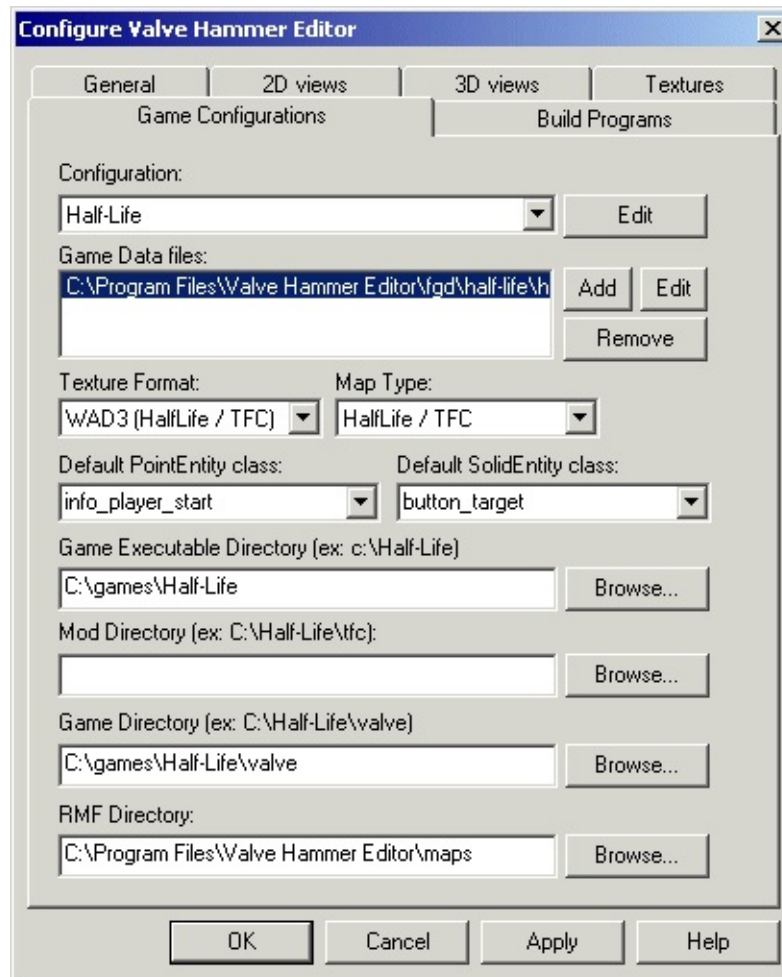 Configure Valve Hammer Editor
General 2D views 3D views Textures
Game Configurations Build Programs
Configuration:
Half-Life Edit
Game Data files:
C:\Program Files\Valve Hammer Editor\fgd\half-life\h Add Edit
Remove
Texture Format: Map Type:
WAD3 (HalfLife / TFC) HalfLife / TFC
Default PointEntity class: Default SolidEntity class:
info_player_start button_target
Game Executable Directory (ex: c:\Half-Life)
C:\games\Half-Life Browse...
Mod Directory (ex: C:\Half-Life\tfc):
Browse...
Game Directory (ex: C:\Half-Life\valve)
C:\games\Half-Life\valve Browse...
RMF Directory:
C:\Program Files\Valve Hammer Editor\maps Browse...
OK Cancel Apply Help